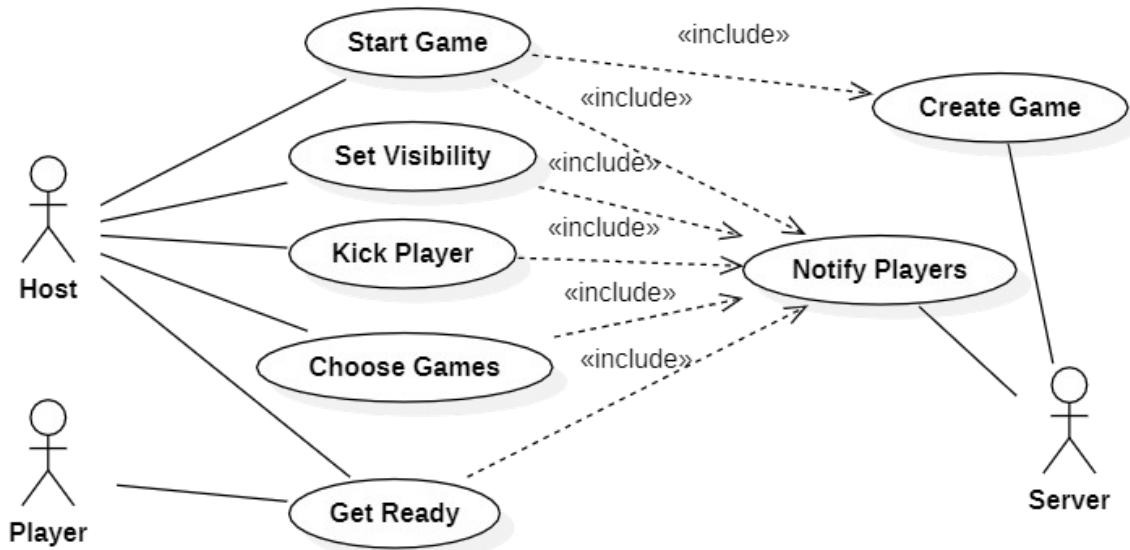 Start Game
«include»
«include»
Create Game
Set Visibility
«include»
Kick Player
«include»
Notify Players
Host
«include»
Choose Games
«include»
Get Ready
Player
Server